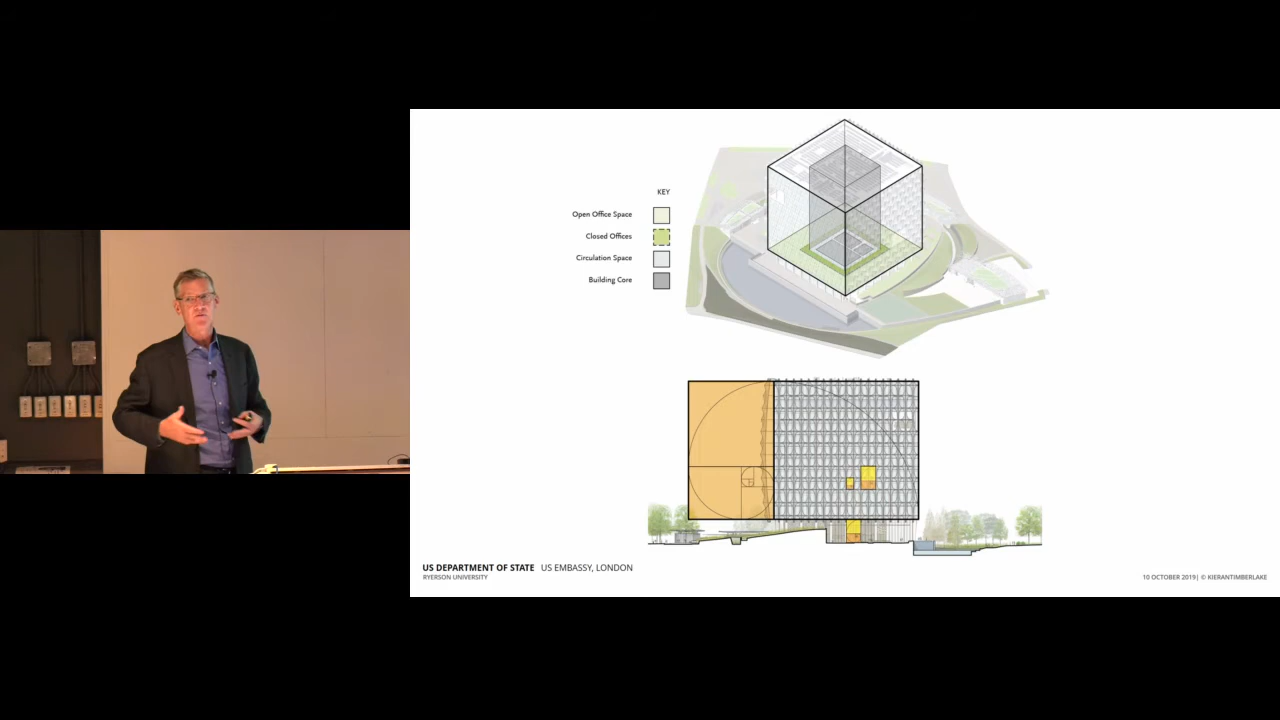 KEY
Open Office Space
Closed Offices
Circulation Space
Building Core
US DEPARTMENT OF STATE US EMBASSY, LONDON
RYERSON UNIVERSITY
10 OCTOBER 2019| © KIERANTIMBERLAKE